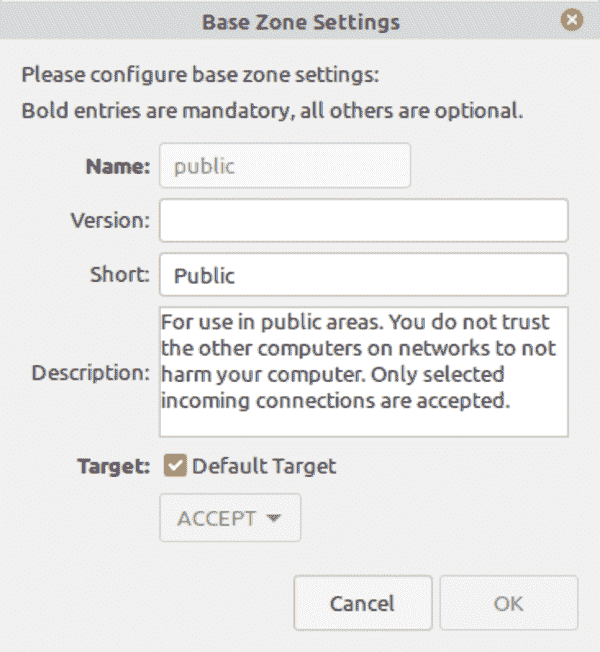 Base Zone Settings
Please configure base zone settings:
Bold entries are mandatory, all others are optional.
Name: public
Version:
Short: Public
Description: For use in public areas. You do not trust
the other computers on networks to not
harm your computer. Only selected
incoming connections are accepted.
Target: Default Target
ACCEPT
Cancel OK